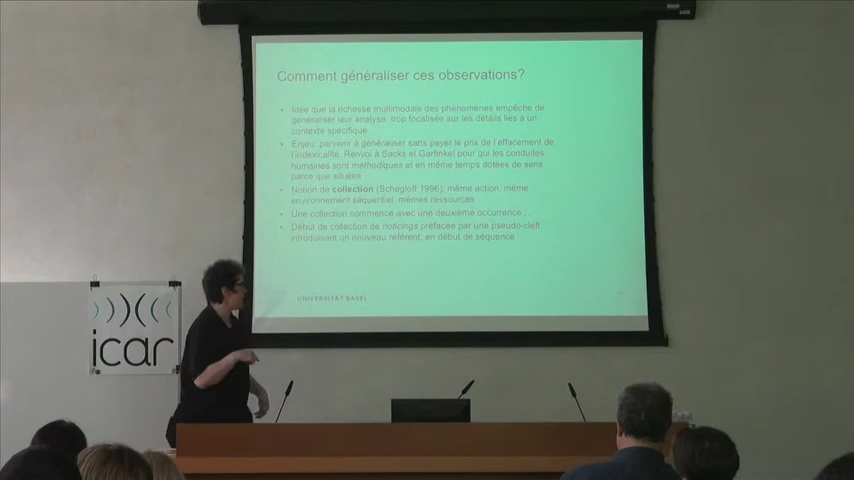 Comment généraliser ces observations?
Idée que la richesse multimodale des phénomènes empêche de
généraliser leur analyse, trop focalisée sur les détails liés à un
contexte spécifique
Enjeu: parvenir à généraliser sans payer le prix de l'effacement de
l'indexicalité. Renvoi à Sacks et Garfinkel pour qui les conduites
humaines sont méthodiques et en même temps dotées de sens
parce que situées
Notion de collection (Schegloff 1996): même action, même
environnement séquentiel, mêmes ressources
Une collection commence avec une deuxième occurrence…
Début de collection de noticings préfacée par une pseudo-cleft
introduisant un nouveau référent, en début de séquence
UNIVERSITÄT BASEL
icar